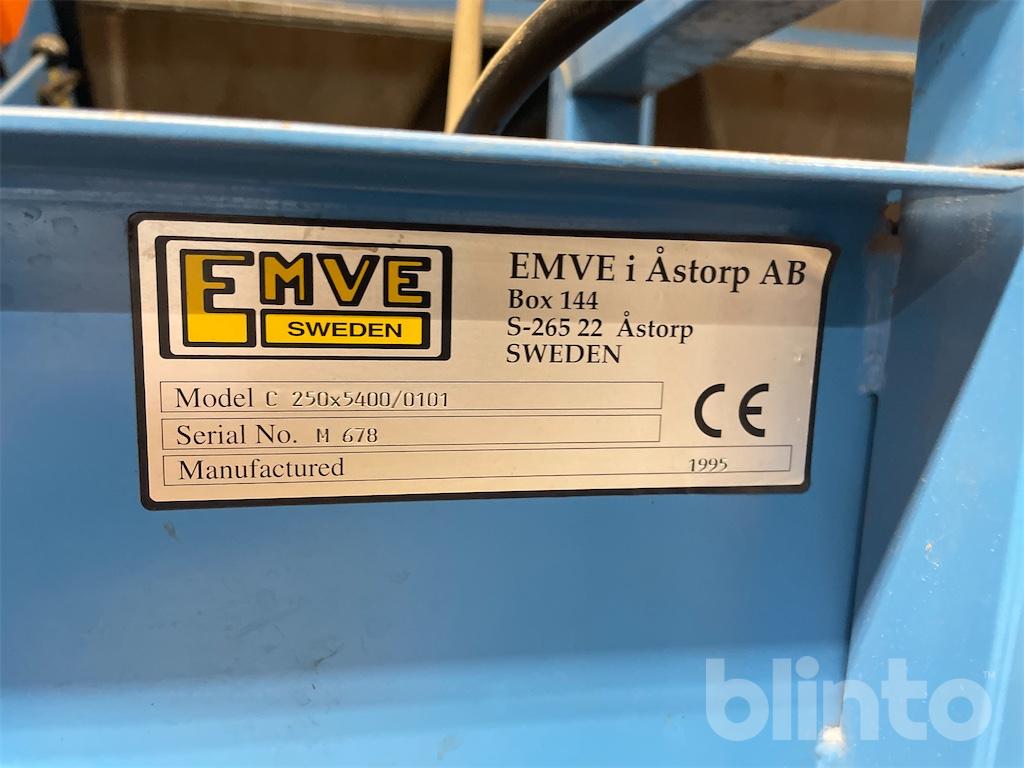 EMVE
SWEDEN
EMVE i Åstorp AB
Box 144
S-265 22 Åstorp
SWEDEN
Model C 250x5400/0101
Serial No. M 678
CE
Manufactured 1995
blinto™